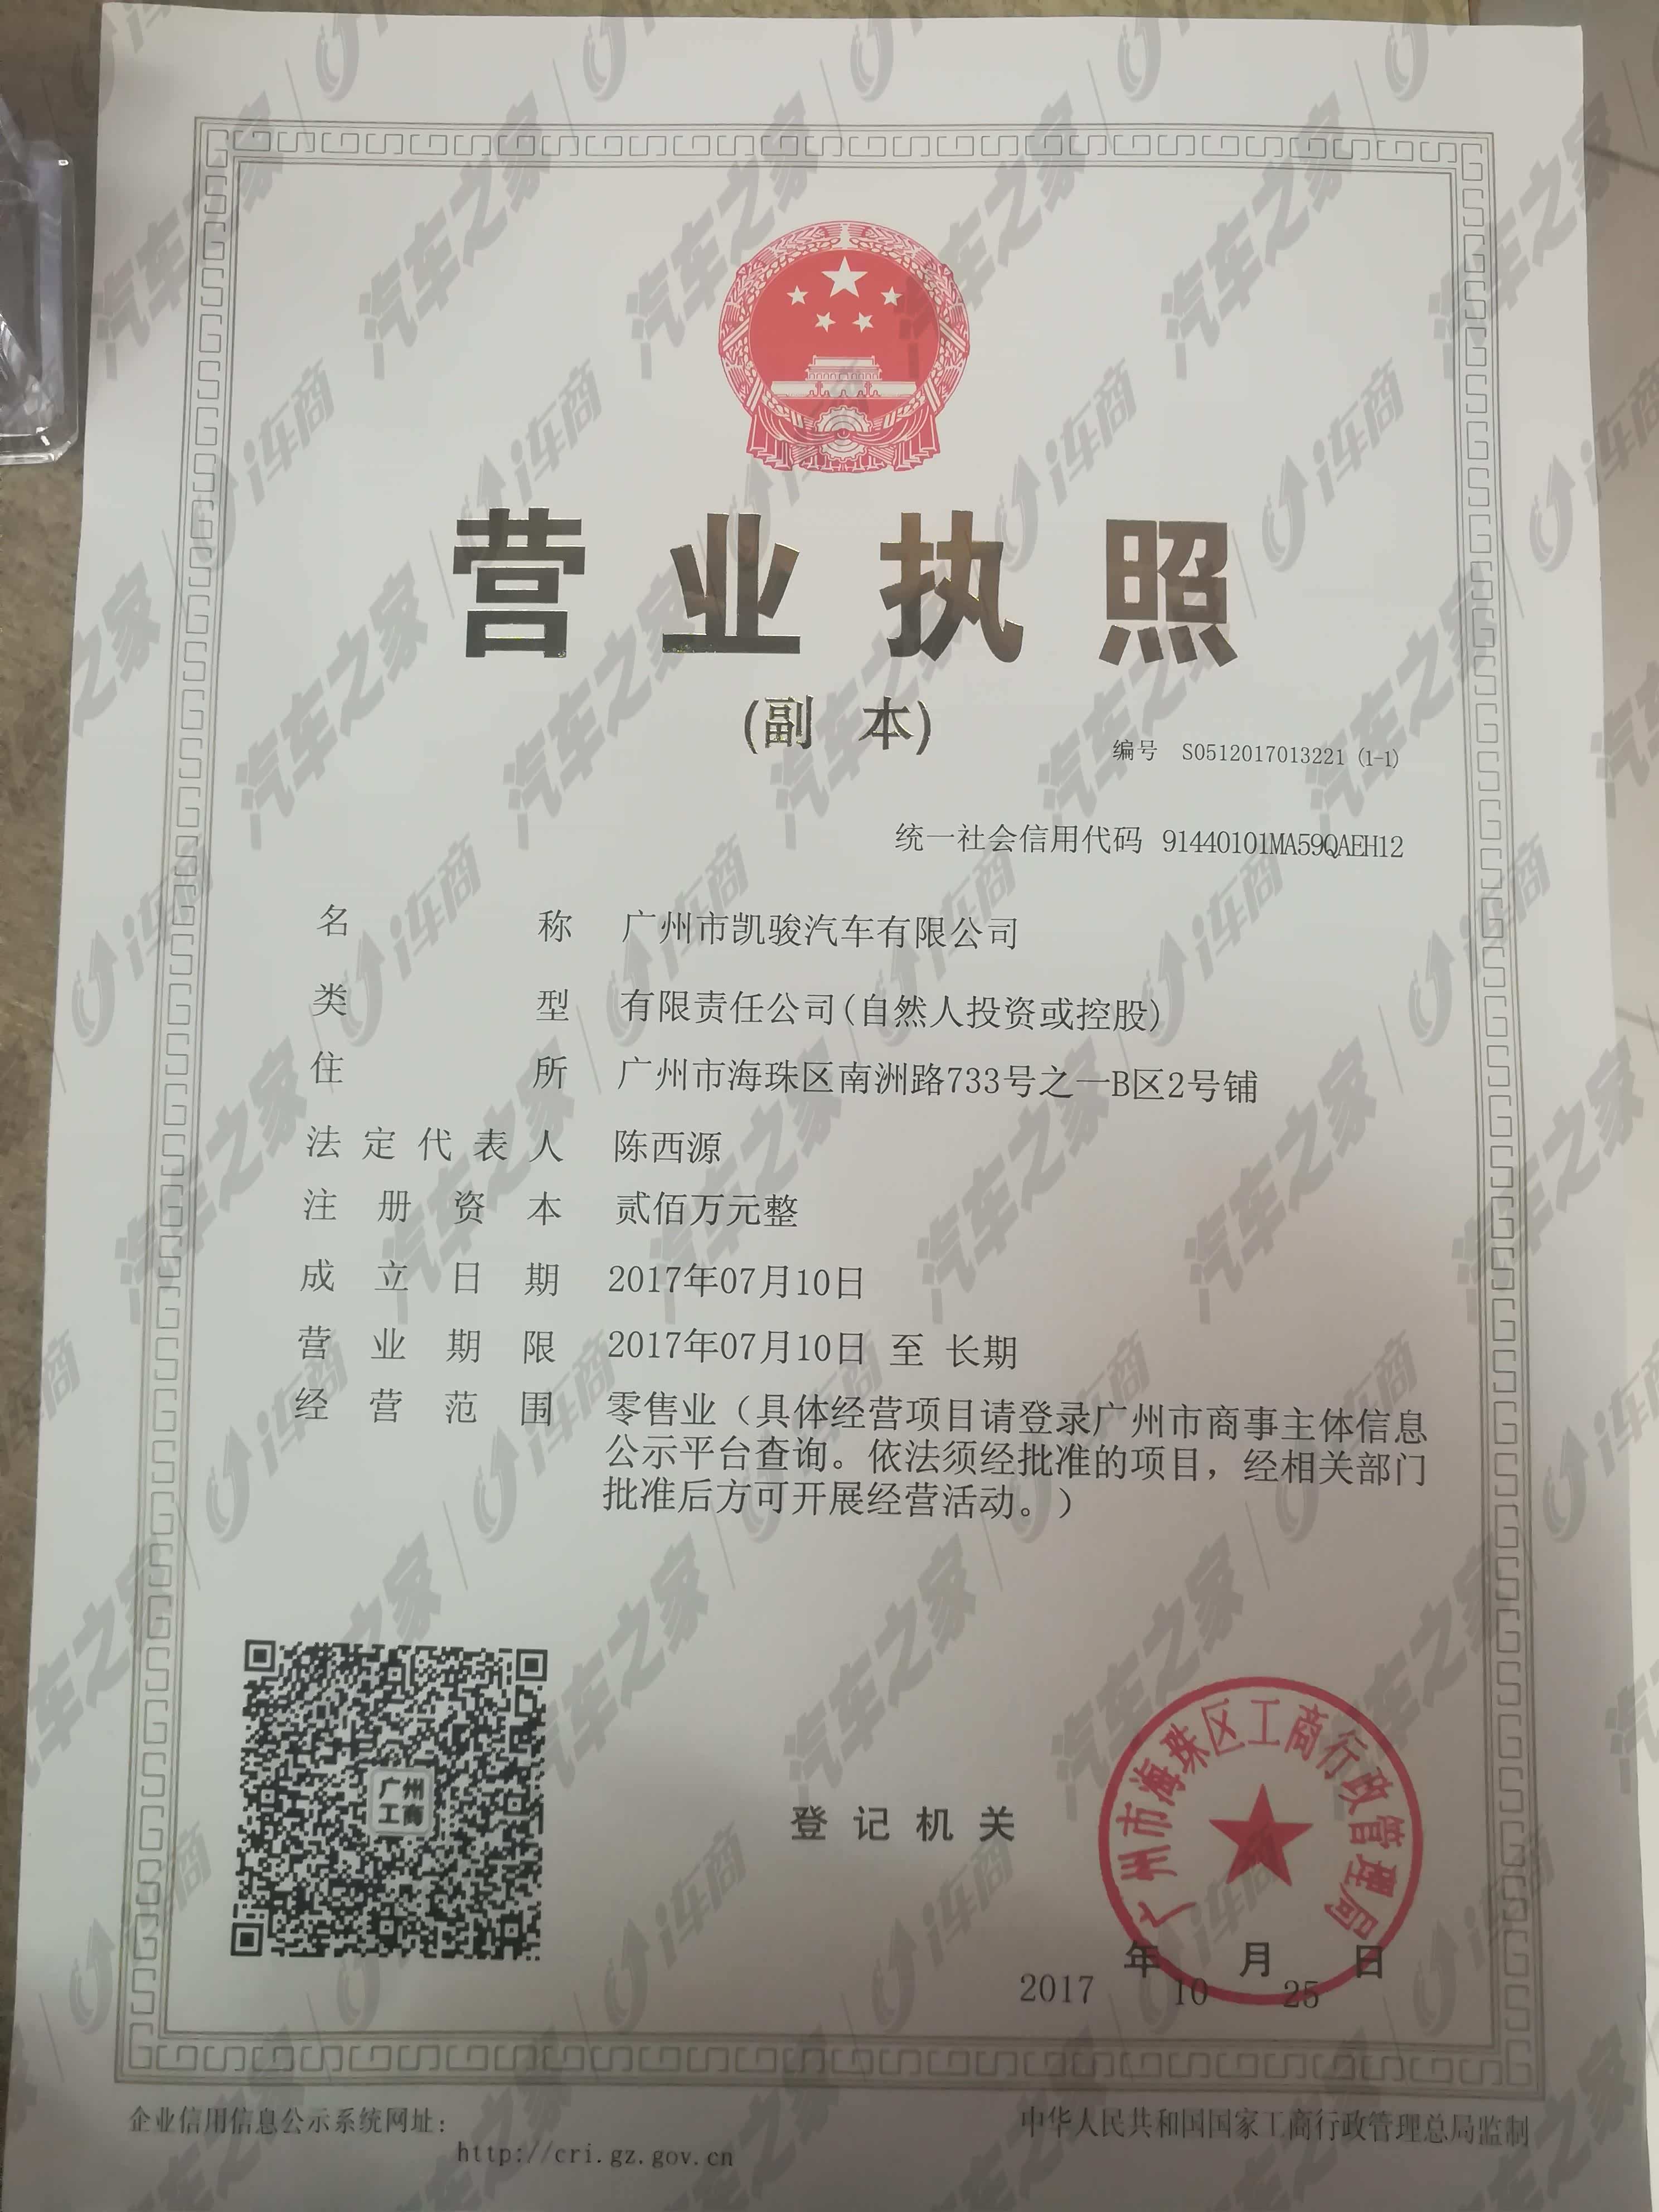 营业执照
(副 本)
编号 S0512017013221 (1-1)
统一社会信用代码 91440101MA59QAEH12
名称 广州市凯骏汽车有限公司
类型 有限责任公司(自然人投资或控股)
住所 广州市海珠区南洲路733号之一B区2号铺
法定代表人 陈西源
注册资本 贰佰万元整
成立日期 2017年07月10日
营业期限 2017年07月10日 至 长期
经营范围 零售业（具体经营项目请登录广州市商事主体信息
公示平台查询。依法须经批准的项目，经相关部门
批准后方可开展经营活动。）
广州
工商
登记机关
广州市海珠区工商行政管理局
年 月 日
2017 10 25
企业信用信息公示系统网址：
http://cri.gz.gov.cn
中华人民共和国国家工商行政管理总局监制
汽车之家
i车商